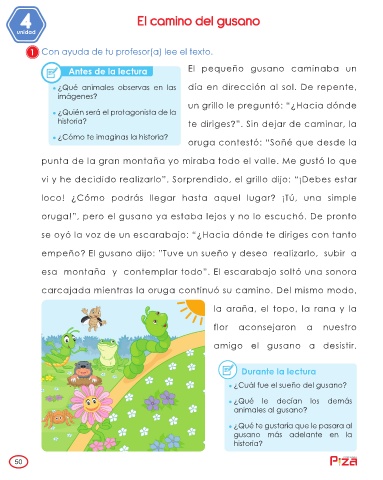 4
unidad
El camino del gusano
1 Con ayuda de tu profesor(a) lee el texto.
Antes de la lectura
• ¿Qué animales observas en las
imágenes?
• ¿Quién será el protagonista de la
historia?
• ¿Cómo te imaginas la historia?
El pequeño gusano caminaba un
día en dirección al sol. De repente,
un grillo le preguntó: “¿Hacia dónde
te diriges?”. Sin dejar de caminar, la
oruga contestó: “Soñé que desde la
punta de la gran montaña yo miraba todo el valle. Me gustó lo que
vi y he decidido realizarlo”. Sorprendido, el grillo dijo: “¡Debes estar
loco! ¿Cómo podrás llegar hasta aquel lugar? ¡Tú, una simple
oruga!”, pero el gusano ya estaba lejos y no lo escuchó. De pronto
se oyó la voz de un escarabajo: “¿Hacia dónde te diriges con tanto
empeño? El gusano dijo: “Tuve un sueño y deseo realizarlo, subir a
esa montaña y contemplar todo”. El escarabajo soltó una sonora
carcajada mientras la oruga continuó su camino. Del mismo modo,
la araña, el topo, la rana y la
flor aconsejaron a nuestro
amigo el gusano a desistir.
Durante la lectura
• ¿Cuál fue el sueño del gusano?
• ¿Qué le decían los demás
animales al gusano?
• ¿Qué te gustaría que le pasara al
gusano más adelante en la
historia?
50